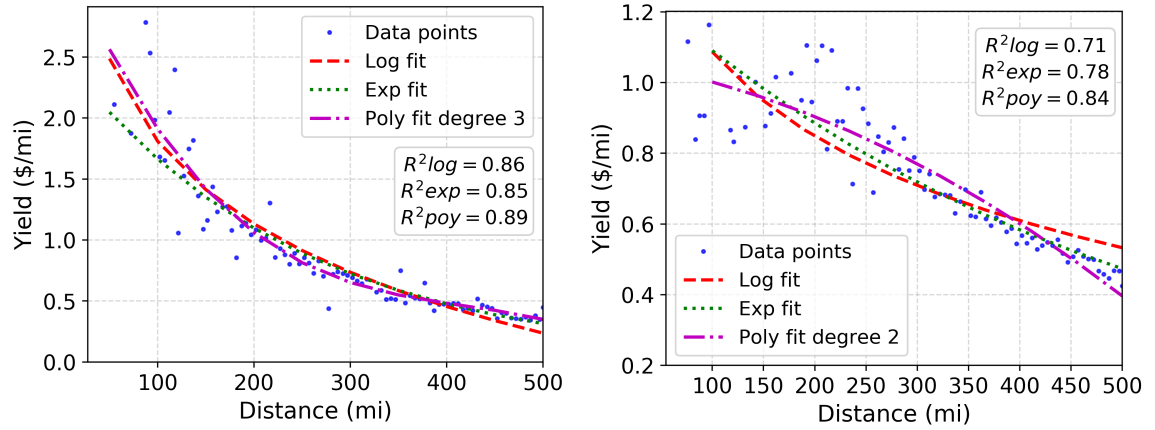 Data points
Log fit
Exp fit
Poly fit degree 3
R²log = 0.86
R²exp = 0.85
R²poy = 0.89
Yield ($/mi)
2.5
2.0
1.5
1.0
0.5
0.0
100 200 300 400 500
Distance (mi)
R²log = 0.71
R²exp = 0.78
R²poy = 0.84
Data points
Log fit
Exp fit
Poly fit degree 2
Yield ($/mi)
1.2
1.0
0.8
0.6
0.4
0.2
100 150 200 250 300 350 400 450 500
Distance (mi)